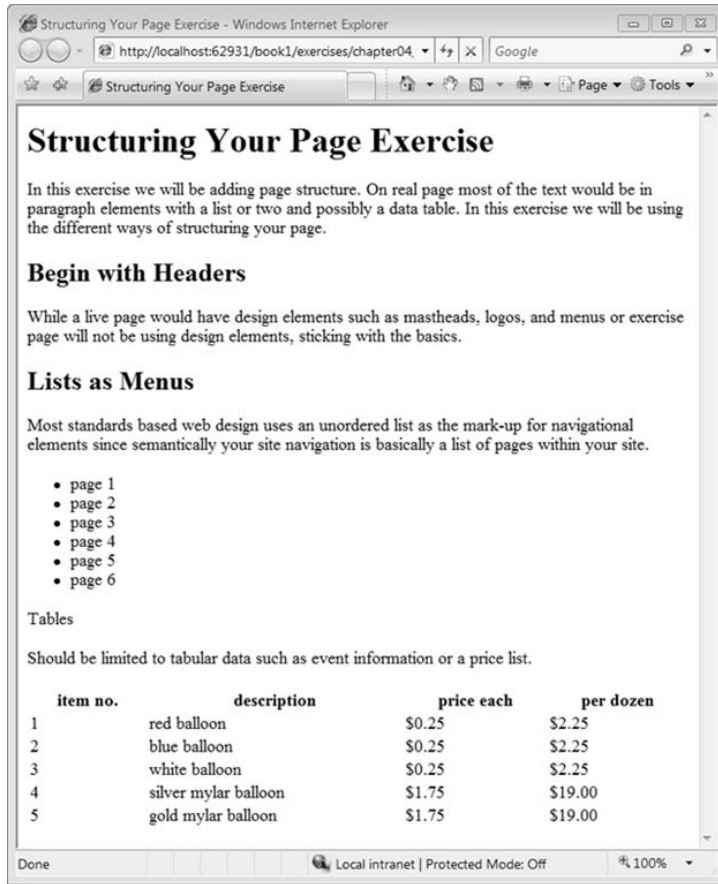 Structuring Your Page Exercise - Windows Internet Explorer
http://localhost:62931/book1/exercises/chapter04,
Google
Structuring Your Page Exercise
Page
Tools
Structuring Your Page Exercise
In this exercise we will be adding page structure. On real page most of the text would be in
paragraph elements with a list or two and possibly a data table. In this exercise we will be using
the different ways of structuring your page.
Begin with Headers
While a live page would have design elements such as mastheads, logos, and menus or exercise
page will not be using design elements, sticking with the basics.
Lists as Menus
Most standards based web design uses an unordered list as the mark-up for navigational
elements since semantically your site navigation is basically a list of pages within your site.
• page 1
• page 2
• page 3
• page 4
• page 5
• page 6
Tables
Should be limited to tabular data such as event information or a price list.
item no. description price each per dozen
1 red balloon $0.25 $2.25
2 blue balloon $0.25 $2.25
3 white balloon $0.25 $2.25
4 silver mylar balloon $1.75 $19.00
5 gold mylar balloon $1.75 $19.00
Done Local intranet | Protected Mode: Off 100%